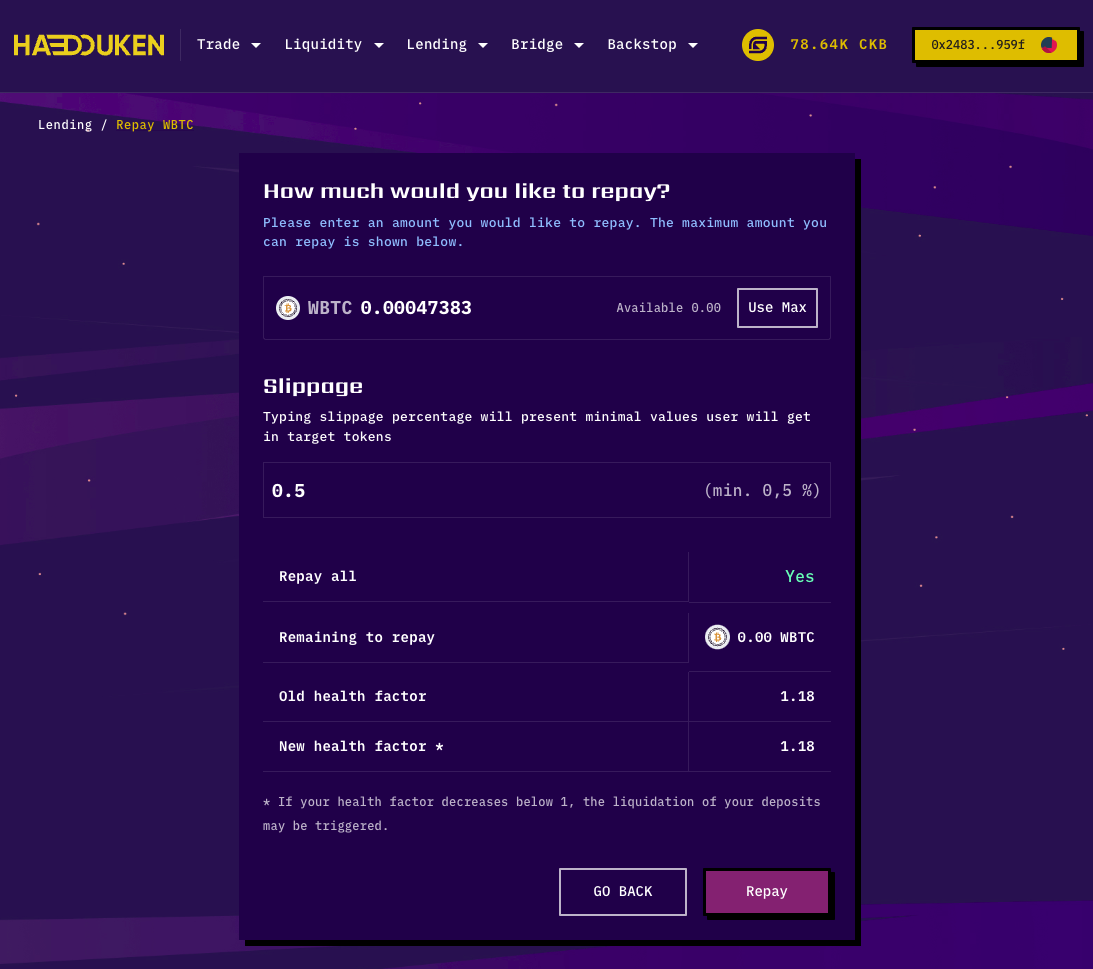 HADOUKEN
Trade Liquidity Lending Bridge Backstop 78.64K CKB 0x2483...959f
Lending / Repay WBTC
How much would you like to repay?
Please enter an amount you would like to repay. The maximum amount you
can repay is shown below.
WBTC 0.00047383 Available 0.00 Use Max
Slippage
Typing slippage percentage will present minimal values user will get
in target tokens
0.5 (min. 0,5 %)
Repay all Yes
Remaining to repay 0.00 WBTC
Old health factor 1.18
New health factor * 1.18
* If your health factor decreases below 1, the liquidation of your deposits
may be triggered.
GO BACK Repay